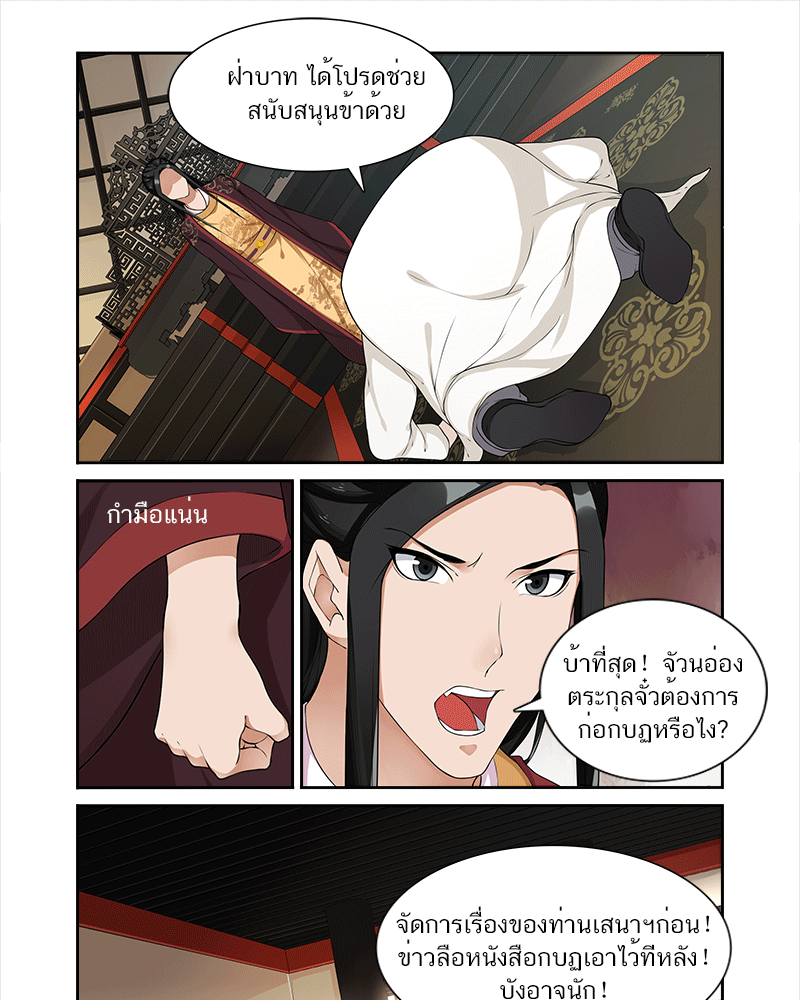 ฝ่าบาท ได้โปรดช่วย
สนับสนุนข้าด้วย
กำมือแน่น
บ้าที่สุด! จัวนอ่อง
ตระกูลจั๋วต้องการ
ก่อกบฏหรือไง?
จัดการเรื่องของท่านเสนาฯก่อน!
ข่าวลือหนังสือกบฏเอาไว้ทีหลัง!
บังอาจนัก!